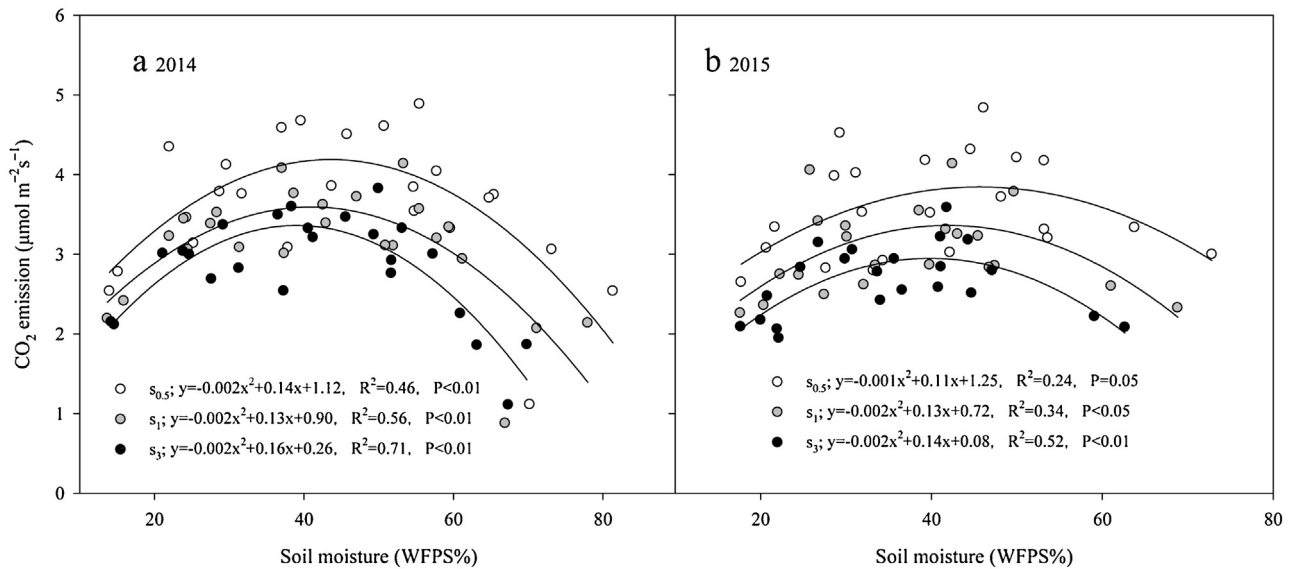 6
5
4
3
2
1
0
CO2 emission (μmol m−2s−1)
a 2014
s0.5; y=-0.002x2+0.14x+1.12, R2=0.46, P<0.01
s1; y=-0.002x2+0.13x+0.90, R2=0.56, P<0.01
s3; y=-0.002x2+0.16x+0.26, R2=0.71, P<0.01
20 40 60 80
Soil moisture (WFPS%)
b 2015
s0.5; y=-0.001x2+0.11x+1.25, R2=0.24, P=0.05
s1; y=-0.002x2+0.13x+0.72, R2=0.34, P<0.05
s3; y=-0.002x2+0.14x+0.08, R2=0.52, P<0.01
20 40 60 80
Soil moisture (WFPS%)